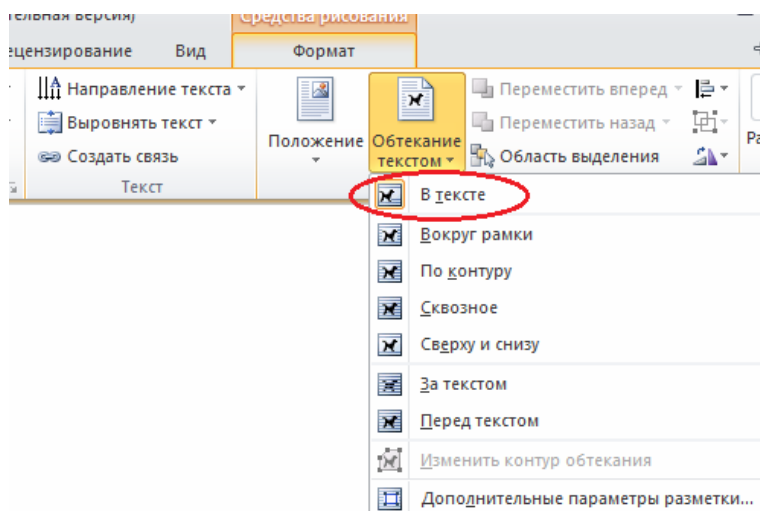 тельная версия) Средства рисования
ецензирование Вид Формат
Направление текста
Выровнять текст
Создать связь
Текст
Положение
Обтекание
текстом
Переместить вперед
Переместить назад
Область выделения
В тексте
Вокруг рамки
По контуру
Сквозное
Сверху и снизу
За текстом
Перед текстом
Изменить контур обтекания
Дополнительные параметры разметки...